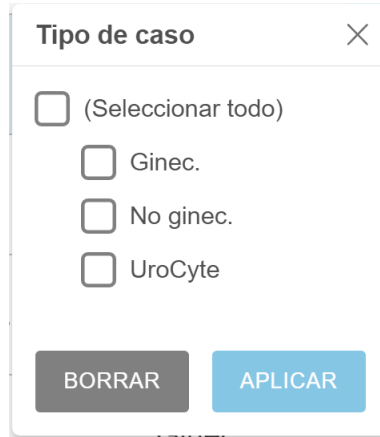 Tipo de caso
(Seleccionar todo)
Ginec.
No ginec.
UroCyte
BORRAR
APLICAR